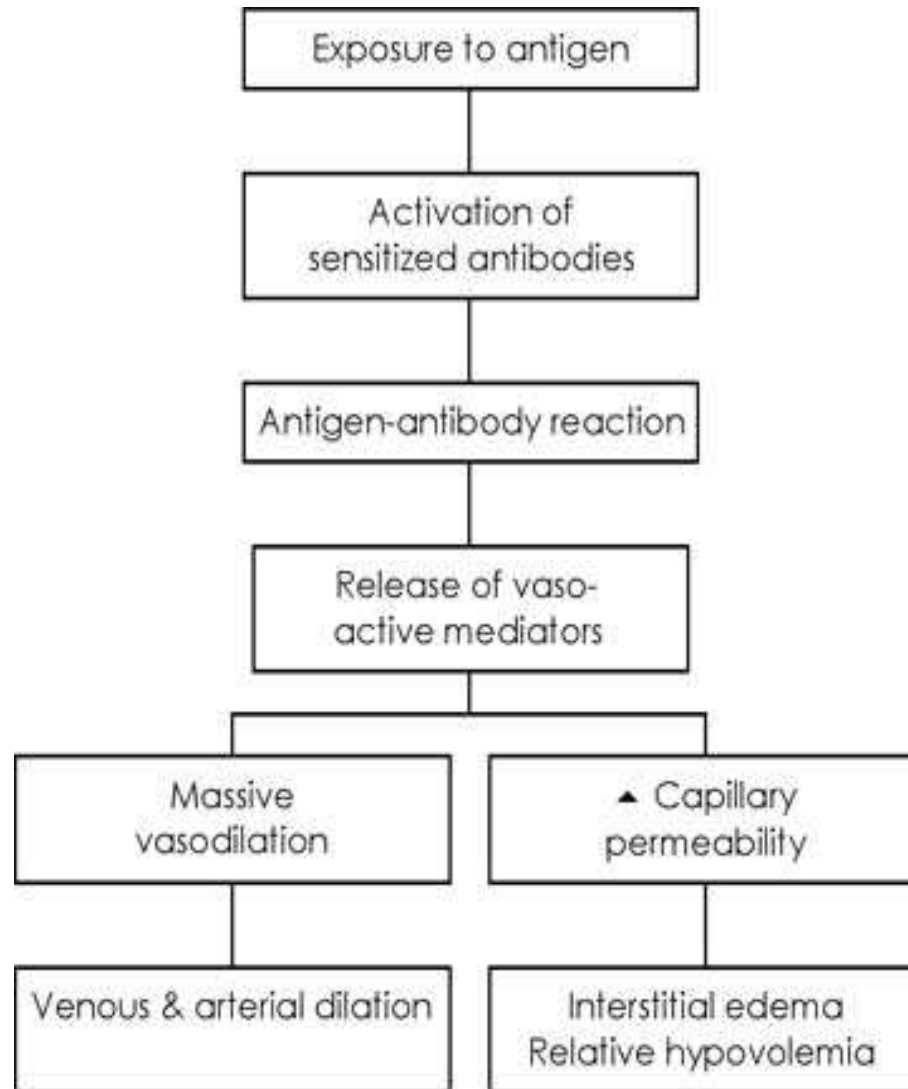 Exposure to antigen
Activation of
sensitized antibodies
Antigen-antibody reaction
Release of vaso-
active mediators
Massive
vasodilation
▲ Capillary
permeability
Venous & arterial dilation
Interstitial edema
Relative hypovolemia